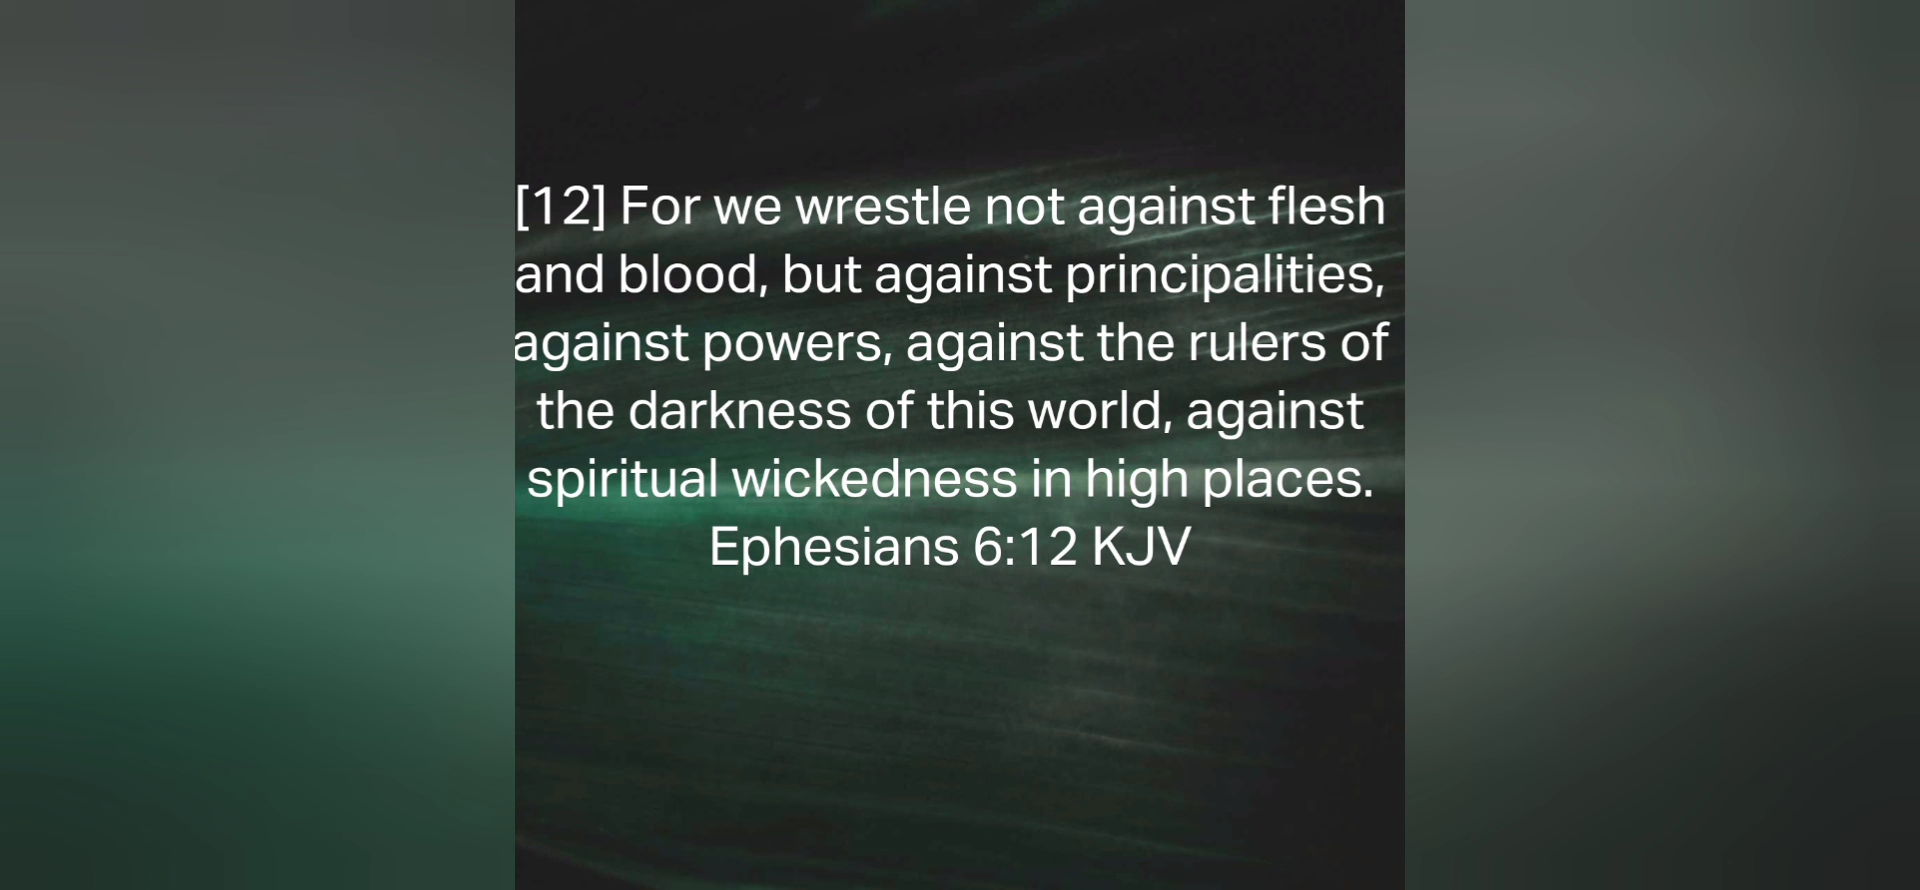 [12] For we wrestle not against flesh
and blood, but against principalities,
against powers, against the rulers of
the darkness of this world, against
spiritual wickedness in high places.
Ephesians 6:12 KJV